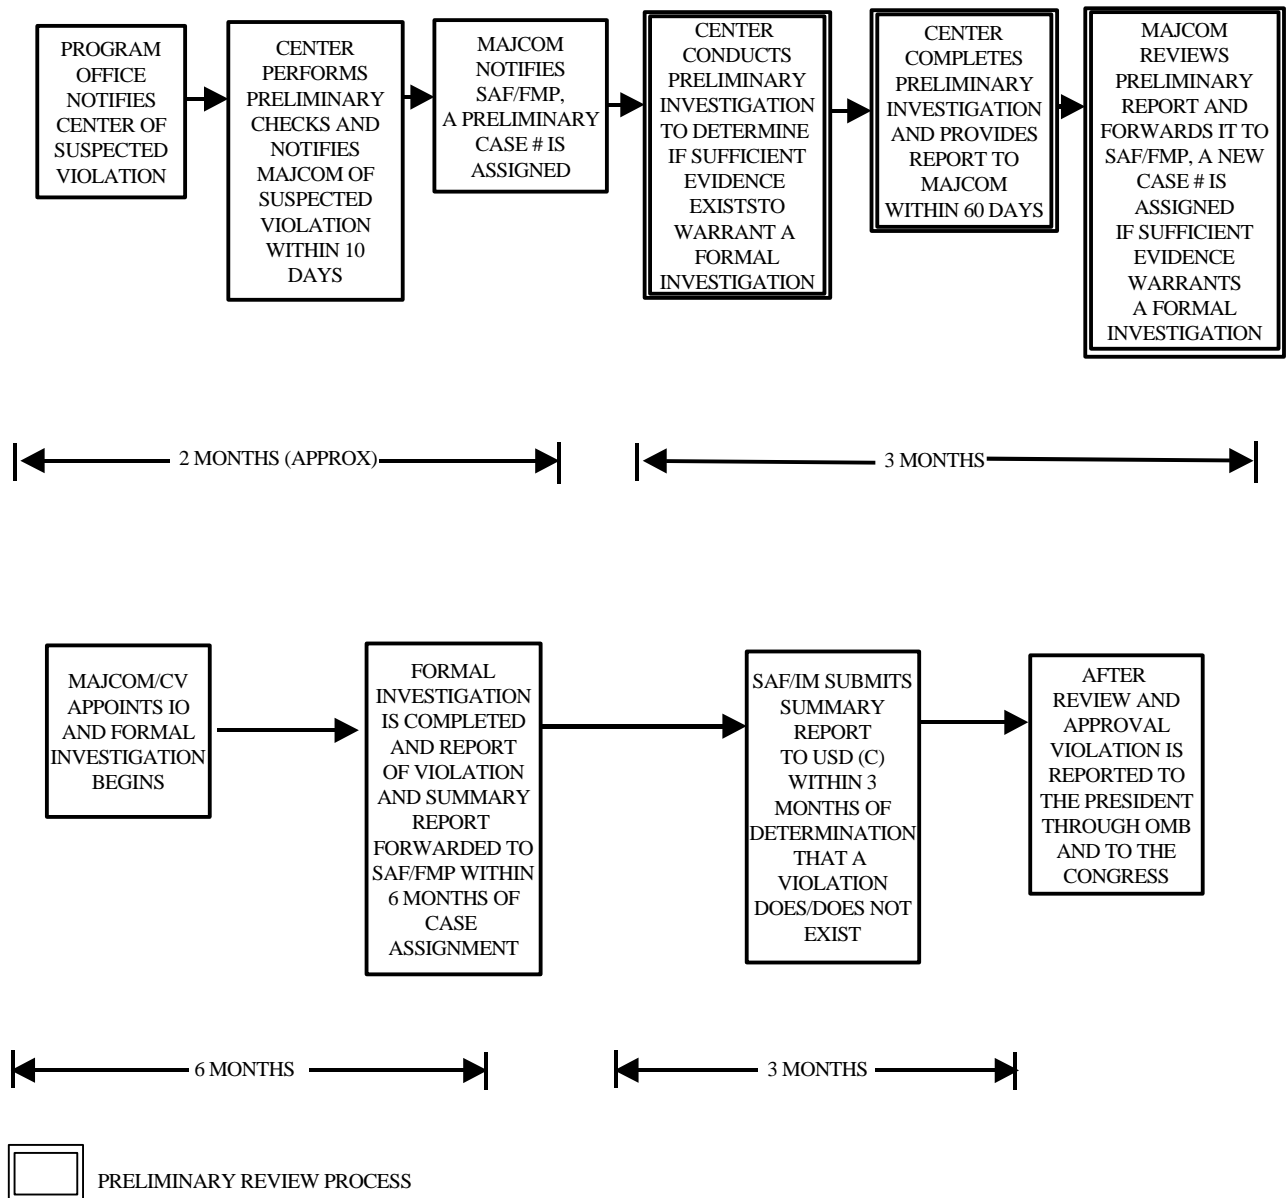 PROGRAM
OFFICE
NOTIFIES
CENTER OF
SUSPECTED
VIOLATION
CENTER
PERFORMS
PRELIMINARY
CHECKS AND
NOTIFIES
MAJCOM OF
SUSPECTED
VIOLATION
WITHIN 10
DAYS
MAJCOM
NOTIFIES
SAF/FMP,
A PRELIMINARY
CASE # IS
ASSIGNED
CENTER
CONDUCTS
PRELIMINARY
INVESTIGATION
TO DETERMINE
IF SUFFICIENT
EVIDENCE
EXISTSTO
WARRANT A
FORMAL
INVESTIGATION
CENTER
COMPLETES
PRELIMINARY
INVESTIGATION
AND PROVIDES
REPORT TO
MAJCOM
WITHIN 60 DAYS
MAJCOM
REVIEWS
PRELIMINARY
REPORT AND
FORWARDS IT TO
SAF/FMP, A NEW
CASE # IS
ASSIGNED
IF SUFFICIENT
EVIDENCE
WARRANTS
A FORMAL
INVESTIGATION
2 MONTHS (APPROX)
3 MONTHS
MAJCOM/CV
APPOINTS IO
AND FORMAL
INVESTIGATION
BEGINS
FORMAL
INVESTIGATION
IS COMPLETED
AND REPORT
OF VIOLATION
AND SUMMARY
REPORT
FORWARDED TO
SAF/FMP WITHIN
6 MONTHS OF
CASE
ASSIGNMENT
SAF/IM SUBMITS
SUMMARY
REPORT
TO USD (C)
WITHIN 3
MONTHS OF
DETERMINATION
THAT A
VIOLATION
DOES/DOES NOT
EXIST
AFTER
REVIEW AND
APPROVAL
VIOLATION IS
REPORTED TO
THE PRESIDENT
THROUGH OMB
AND TO THE
CONGRESS
6 MONTHS
3 MONTHS
PRELIMINARY REVIEW PROCESS